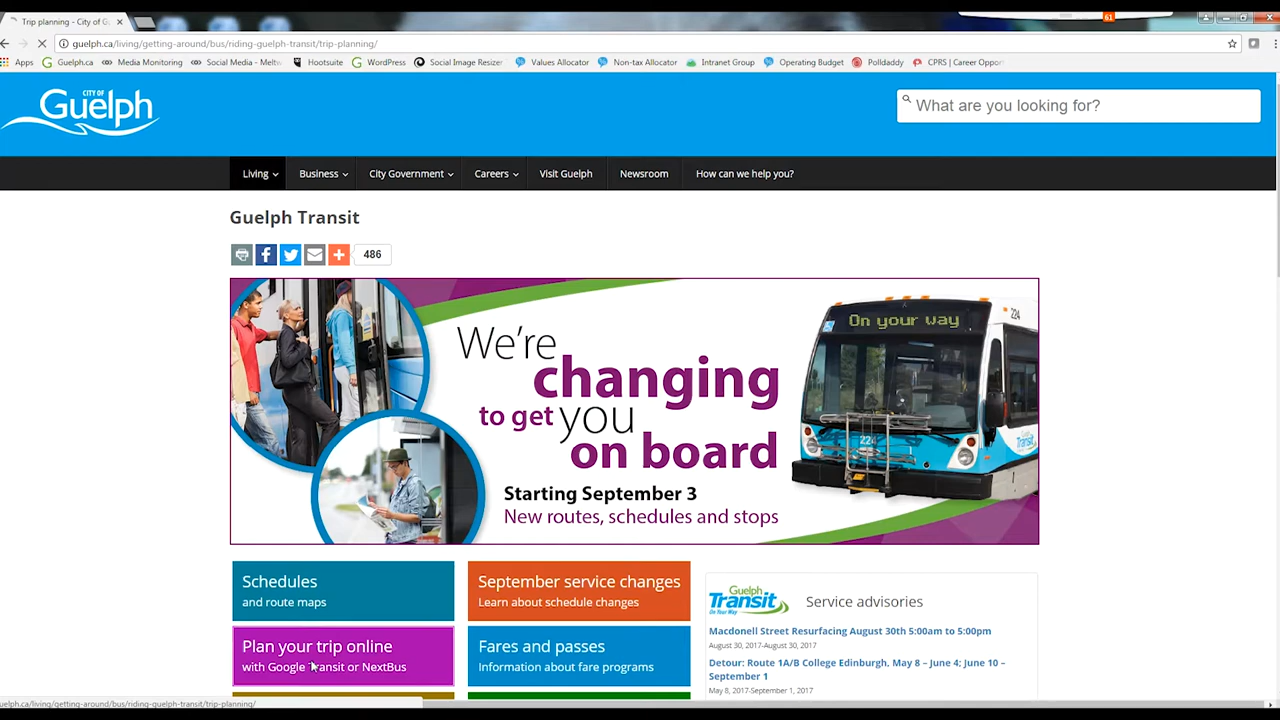 Trip planning - City of G
61
guelph.ca/living/getting-around/bus/riding-guelph-transit/trip-planning/
Apps Guelph.ca Media Monitoring Social Media - Meltw Hootsuite WordPress Social Image Resizer Values Allocator Non-tax Allocator Intranet Group Operating Budget Polldaddy CPRS | Career Oppor
CITY OF
Guelph
What are you looking for?
Living Business City Government Careers Visit Guelph Newsroom How can we help you?
Guelph Transit
486
We're
changing
to get you
on board
Starting September 3
New routes, schedules and stops
On your way
224
224
Transit
Schedules
and route maps
September service changes
Learn about schedule changes
Plan your trip online
with Google Transit or NextBus
Fares and passes
Information about fare programs
Guelph
Transit
On Your Way
Service advisories
Macdonell Street Resurfacing August 30th 5:00am to 5:00pm
August 30, 2017-August 30, 2017
Detour: Route 1A/B College Edinburgh, May 8 – June 4; June 10 –
September 1
May 8, 2017-September 1, 2017
uelph.ca/living/getting-around/bus/riding-guelph-transit/trip-planning/